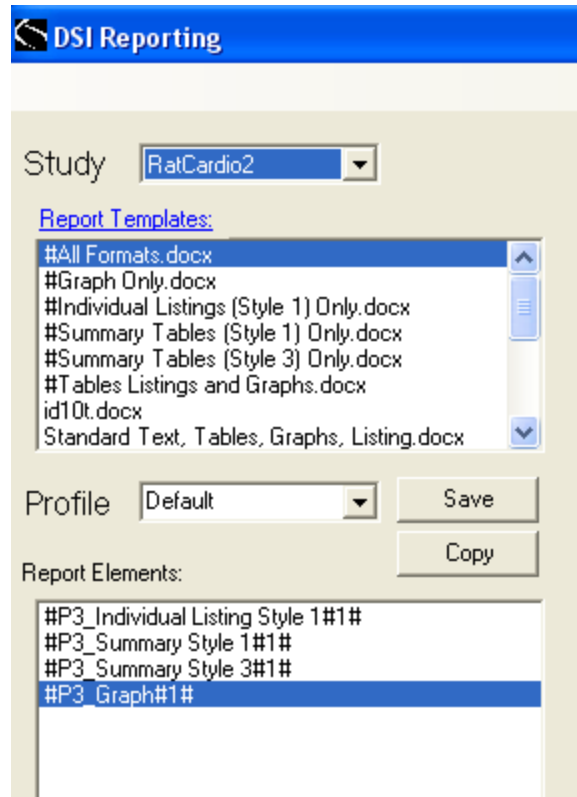 DSI Reporting
Study RatCardio2
Report Templates:
#All Formats.docx
#Graph Only.docx
#Individual Listings (Style 1) Only.docx
#Summary Tables (Style 1) Only.docx
#Summary Tables (Style 3) Only.docx
#Tables Listings and Graphs.docx
id10t.docx
Standard Text, Tables, Graphs, Listing.docx
Profile Default Save
Copy
Report Elements:
#P3_Individual Listing Style 1#1#
#P3_Summary Style 1#1#
#P3_Summary Style 3#1#
#P3_Graph#1#